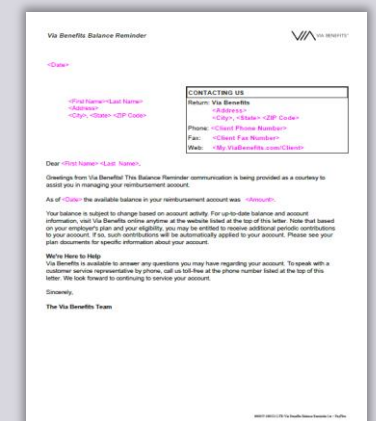 Via Benefits Balance Reminder
VIA BENEFITS
<Date>
<First Name><Last Name>
<Address>
<City>, <State> <ZIP Code>
CONTACTING US
Return: Via Benefits
<Address>
<City>, <State> <ZIP Code>
Phone: <Client Phone Number>
Fax: <Client Fax Number>
Web: <My.ViaBenefits.com/Client>
Dear <First Name> <Last Name>,
Greetings from Via Benefits! This Balance Reminder communication is being provided as a courtesy to
assist you in managing your reimbursement account.
As of <Date> the available balance in your reimbursement account was <Amount>.
Your balance is subject to change based on account activity. For up-to-date balance and account
information, visit Via Benefits online anytime at the website listed at the top of this letter. Note that based
on your employer's plan and your eligibility, you may be entitled to receive additional periodic contributions
to your account. If so, such contributions will be automatically applied to your account. Please see your
plan documents for specific information about your account.
We're Here to Help
Via Benefits is available to answer any questions you may have regarding your account. To speak with a
customer service representative by phone, call us toll-free at the phone number listed at the top of this
letter. We look forward to continuing to service your account.
Sincerely,
The Via Benefits Team